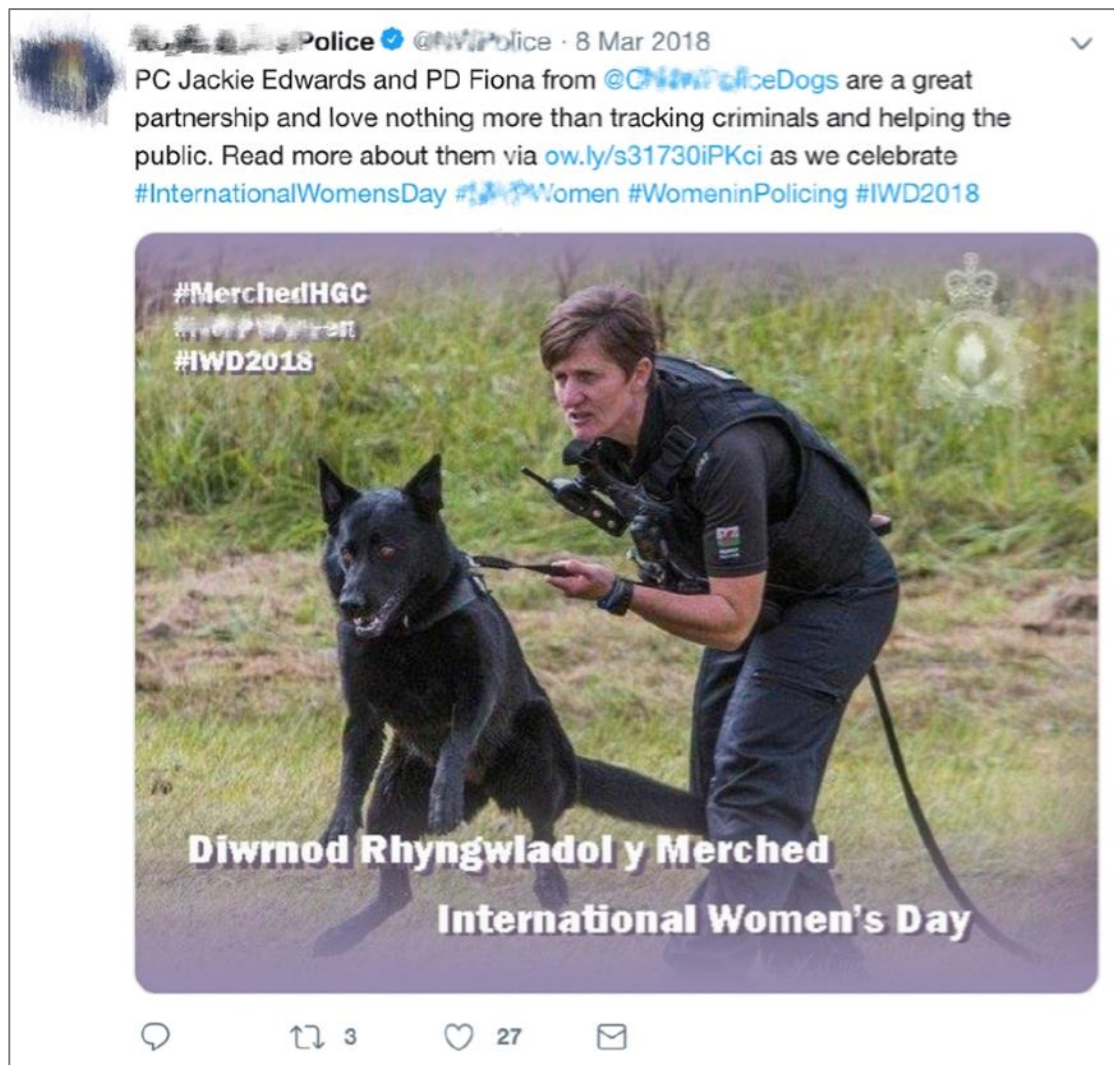 Police · 8 Mar 2018
PC Jackie Edwards and PD Fiona from are a great
partnership and love nothing more than tracking criminals and helping the
public. Read more about them via ow.ly/s31730iPKci as we celebrate
#InternationalWomensDay #WomeninPolicing #IWD2018
#MerchedHGC
#IWD2018
Diwrnod Rhyngwladol y Merched
International Women's Day
3 27